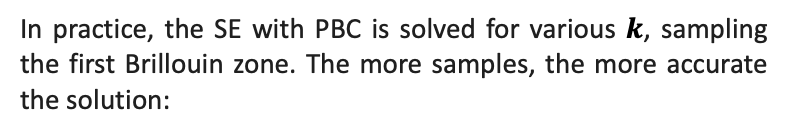 In practice, the SE with PBC is solved for various k, sampling
the first Brillouin zone. The more samples, the more accurate
the solution: